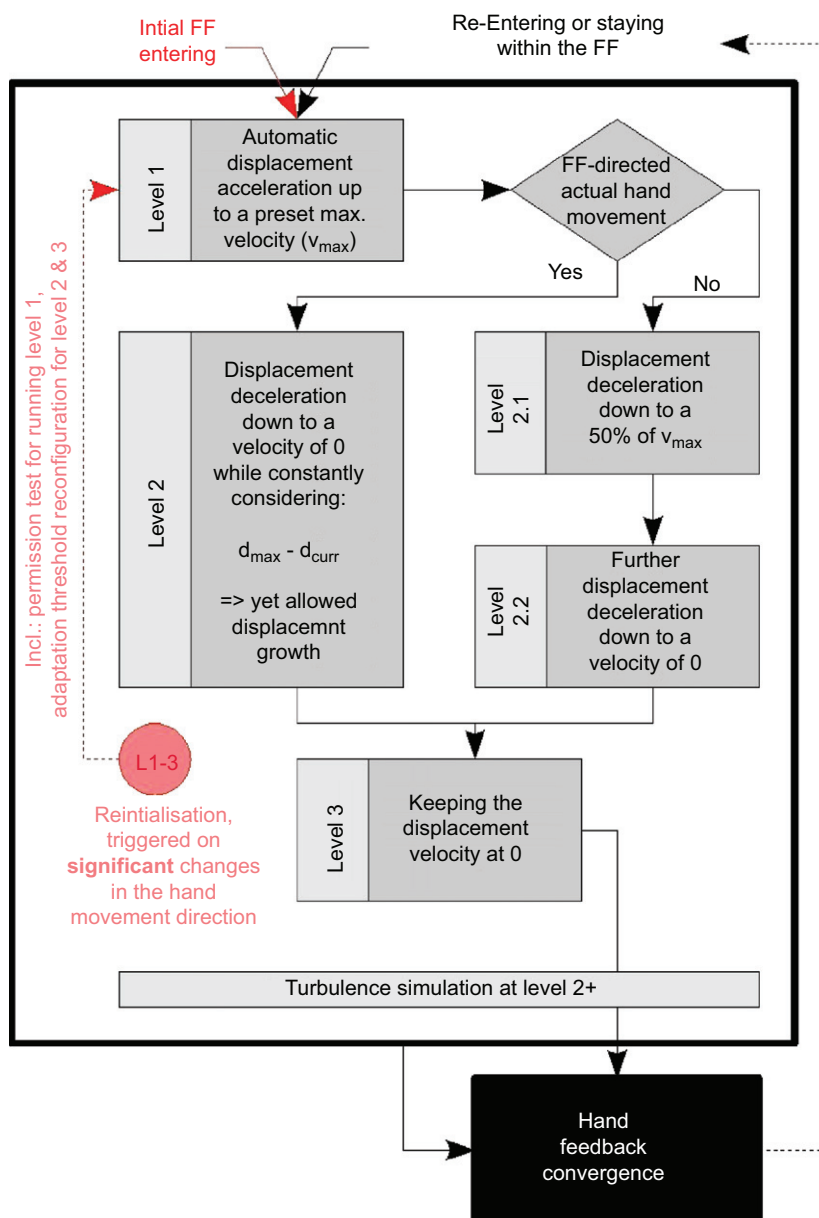 Intial FF
entering
Re-Entering or staying
within the FF
Level 1
Automatic
displacement
acceleration up
to a preset max.
velocity (vmax)
FF-directed
actual hand
movement
Yes
No
Incl.: permission test for running level 1,
adaptation threshold reconfiguration for level 2 & 3
Level 2
Displacement
deceleration
down to a
velocity of 0
while constantly
considering:
dmax - dcurr
=> yet allowed
displacemnt
growth
Level
2.1
Displacement
deceleration
down to a
50% of vmax
Level
2.2
Further
displacement
deceleration
down to a
velocity of 0
L1-3
Reintialisation,
triggered on
significant changes
in the hand
movement direction
Level 3
Keeping the
displacement
velocity at 0
Turbulence simulation at level 2+
Hand
feedback
convergence